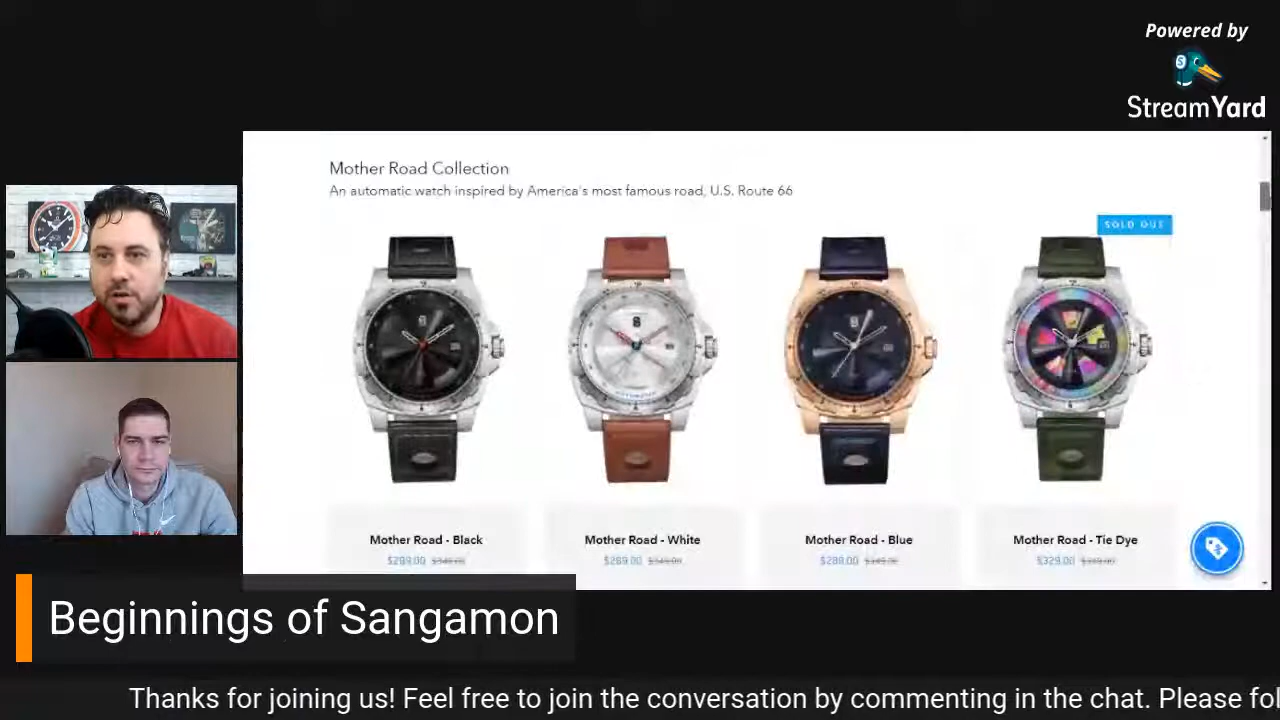 Powered by
StreamYard
Mother Road Collection
An automatic watch inspired by America's most famous road, U.S. Route 66
SOLD OUT
Mother Road - Black
Mother Road - White
Mother Road - Blue
Mother Road - Tie Dye
$299.00
$289.00
$329.00
Beginnings of Sangamon
Thanks for joining us! Feel free to join the conversation by commenting in the chat. Please fol